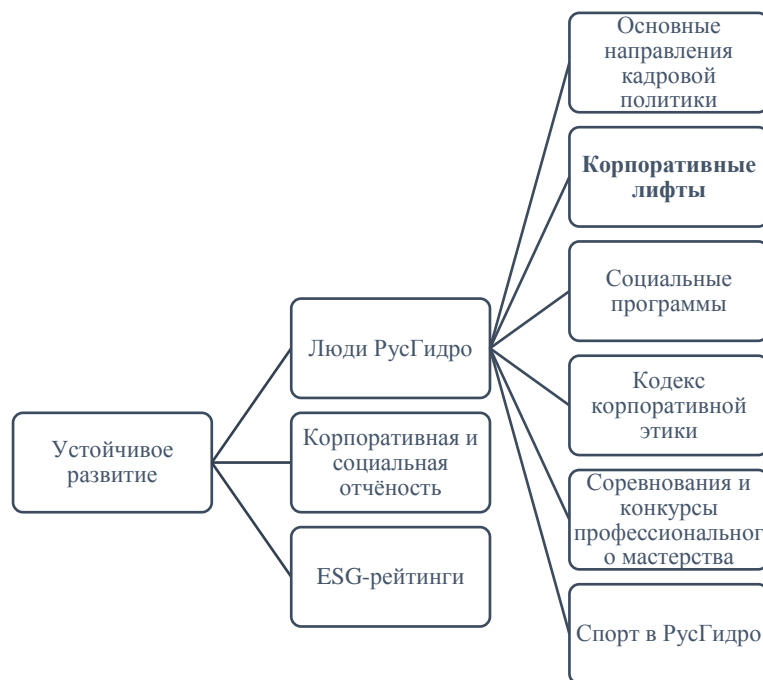 Устойчивое
развитие
Люди РусГидро
Корпоративная и
социальная
отчёность
ESG-рейтинги
Основные
направления
кадровой
политики
Корпоративные
лифты
Социальные
программы
Кодекс
корпоративной
этики
Соревнования и
конкурсы
профессиональног
о мастерства
Спорт в РусГидро